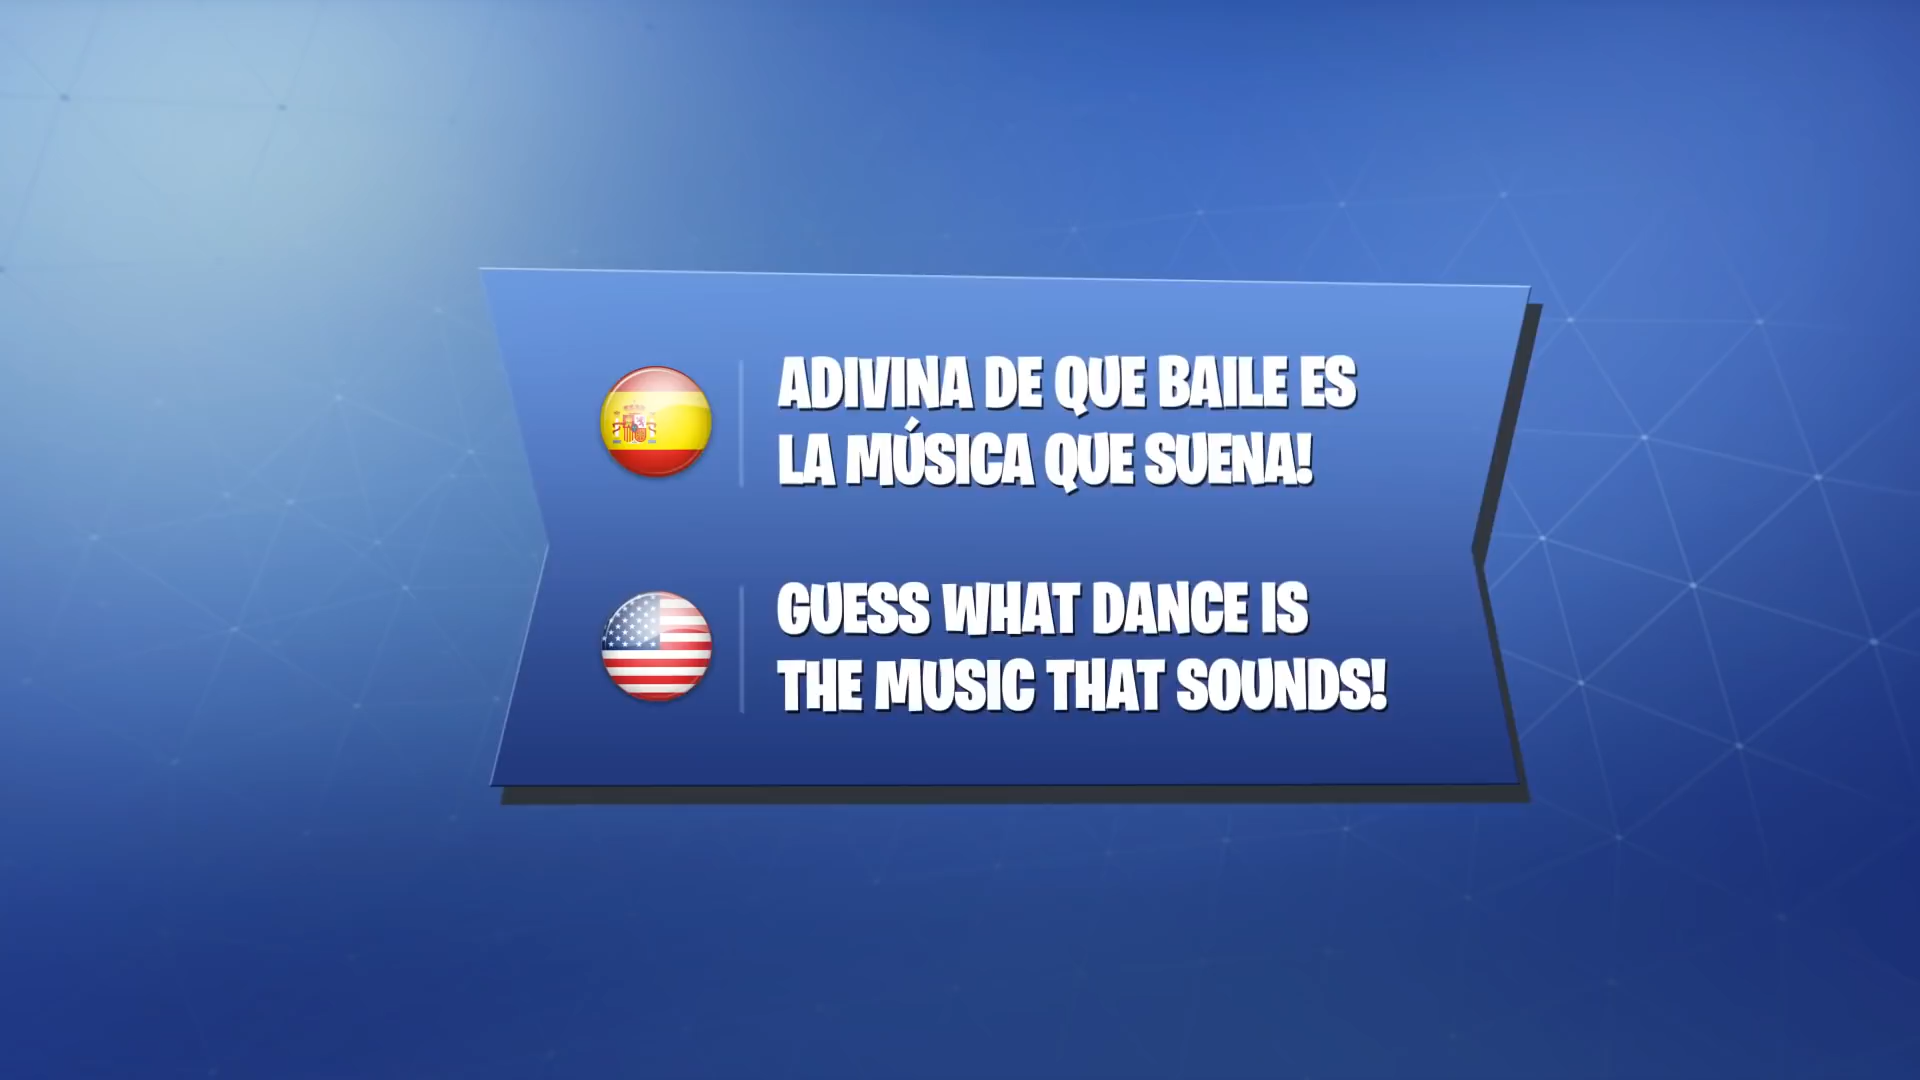 ADIVINA DE QUE BAILE ES
LA MÚSICA QUE SUENA!
GUESS WHAT DANCE IS
THE MUSIC THAT SOUNDS!